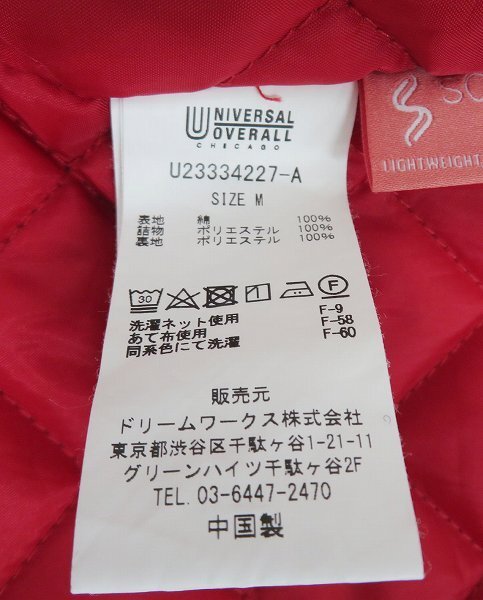 UNIVERSAL
OVERALL
CHICAGO
U23334227-A
SIZE M
表地 綿 100%
詰物 ポリエステル 100%
裏地 ポリエステル 100%
30 F
F-9
洗濯ネット使用 F-58
あて布使用 F-60
同系色にて洗濯
販売元
ドリームワークス株式会社
東京都渋谷区千駄ヶ谷1-21-11
グリーンハイツ千駄ヶ谷2F
TEL. 03-6447-2470
中国製
LIGHTWEIGHT